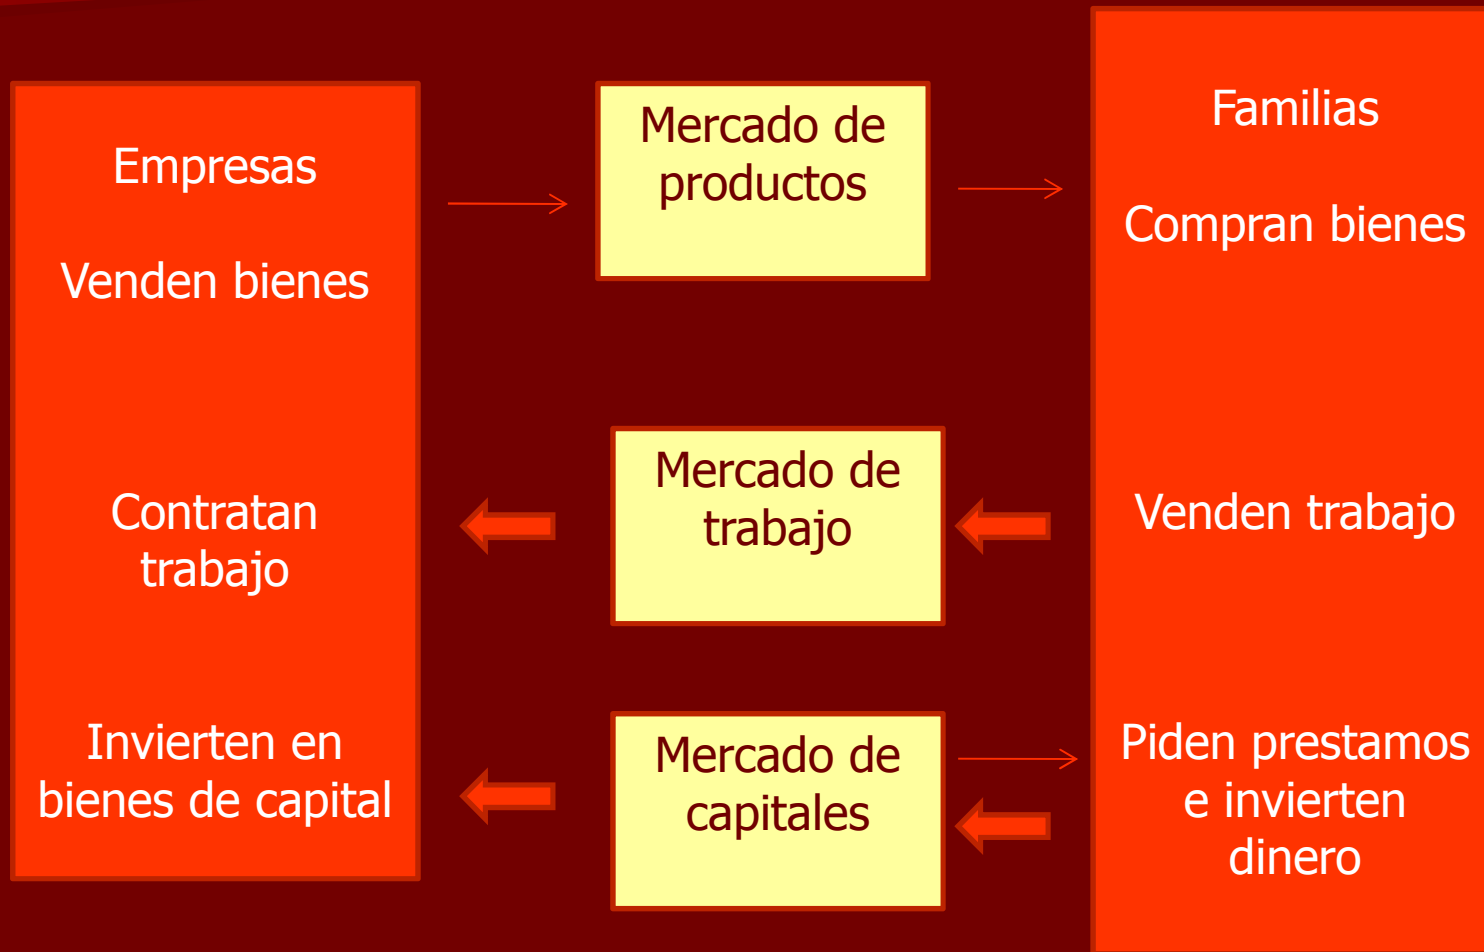 Empresas
Venden bienes
Contratan
trabajo
Invierten en
bienes de capital
Mercado de
productos
Mercado de
trabajo
Mercado de
capitales
Familias
Compran bienes
Venden trabajo
Piden prestamos
e invierten
dinero